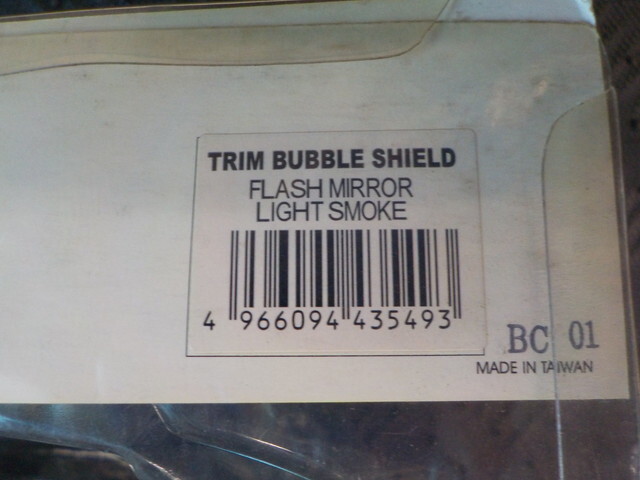 TRIM BUBBLE SHIELD
FLASH MIRROR
LIGHT SMOKE
4 966094 435493
BC 01
MADE IN TAIWAN